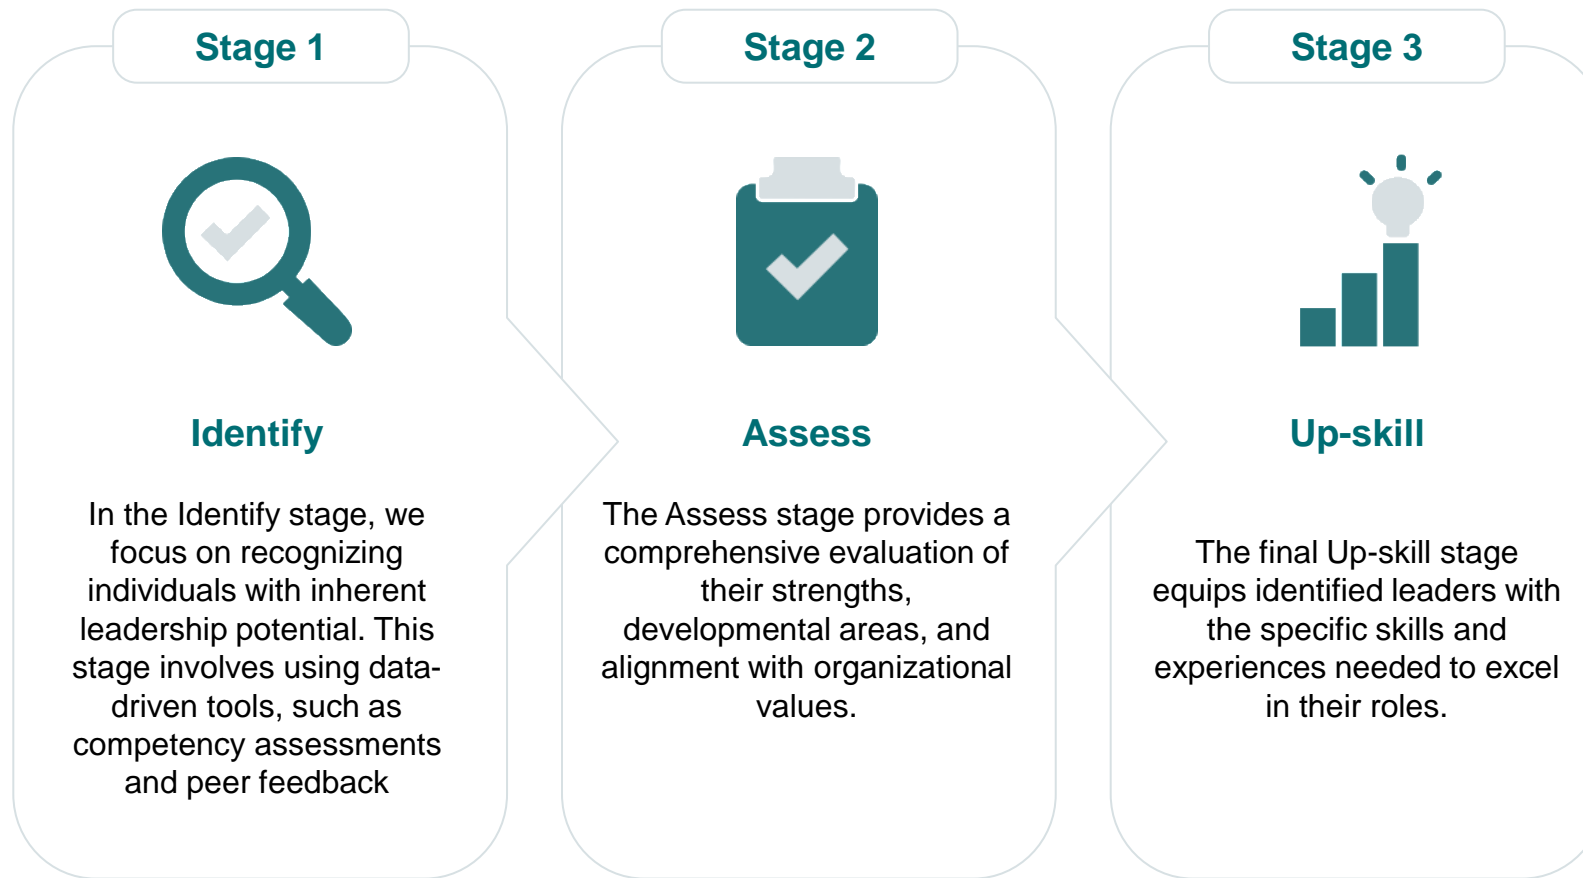 Stage 1
Identify
In the Identify stage, we
focus on recognizing
individuals with inherent
leadership potential. This
stage involves using data-
driven tools, such as
competency assessments
and peer feedback
Stage 2
Assess
The Assess stage provides a
comprehensive evaluation of
their strengths,
developmental areas, and
alignment with organizational
values.
Stage 3
Up-skill
The final Up-skill stage
equips identified leaders with
the specific skills and
experiences needed to excel
in their roles.